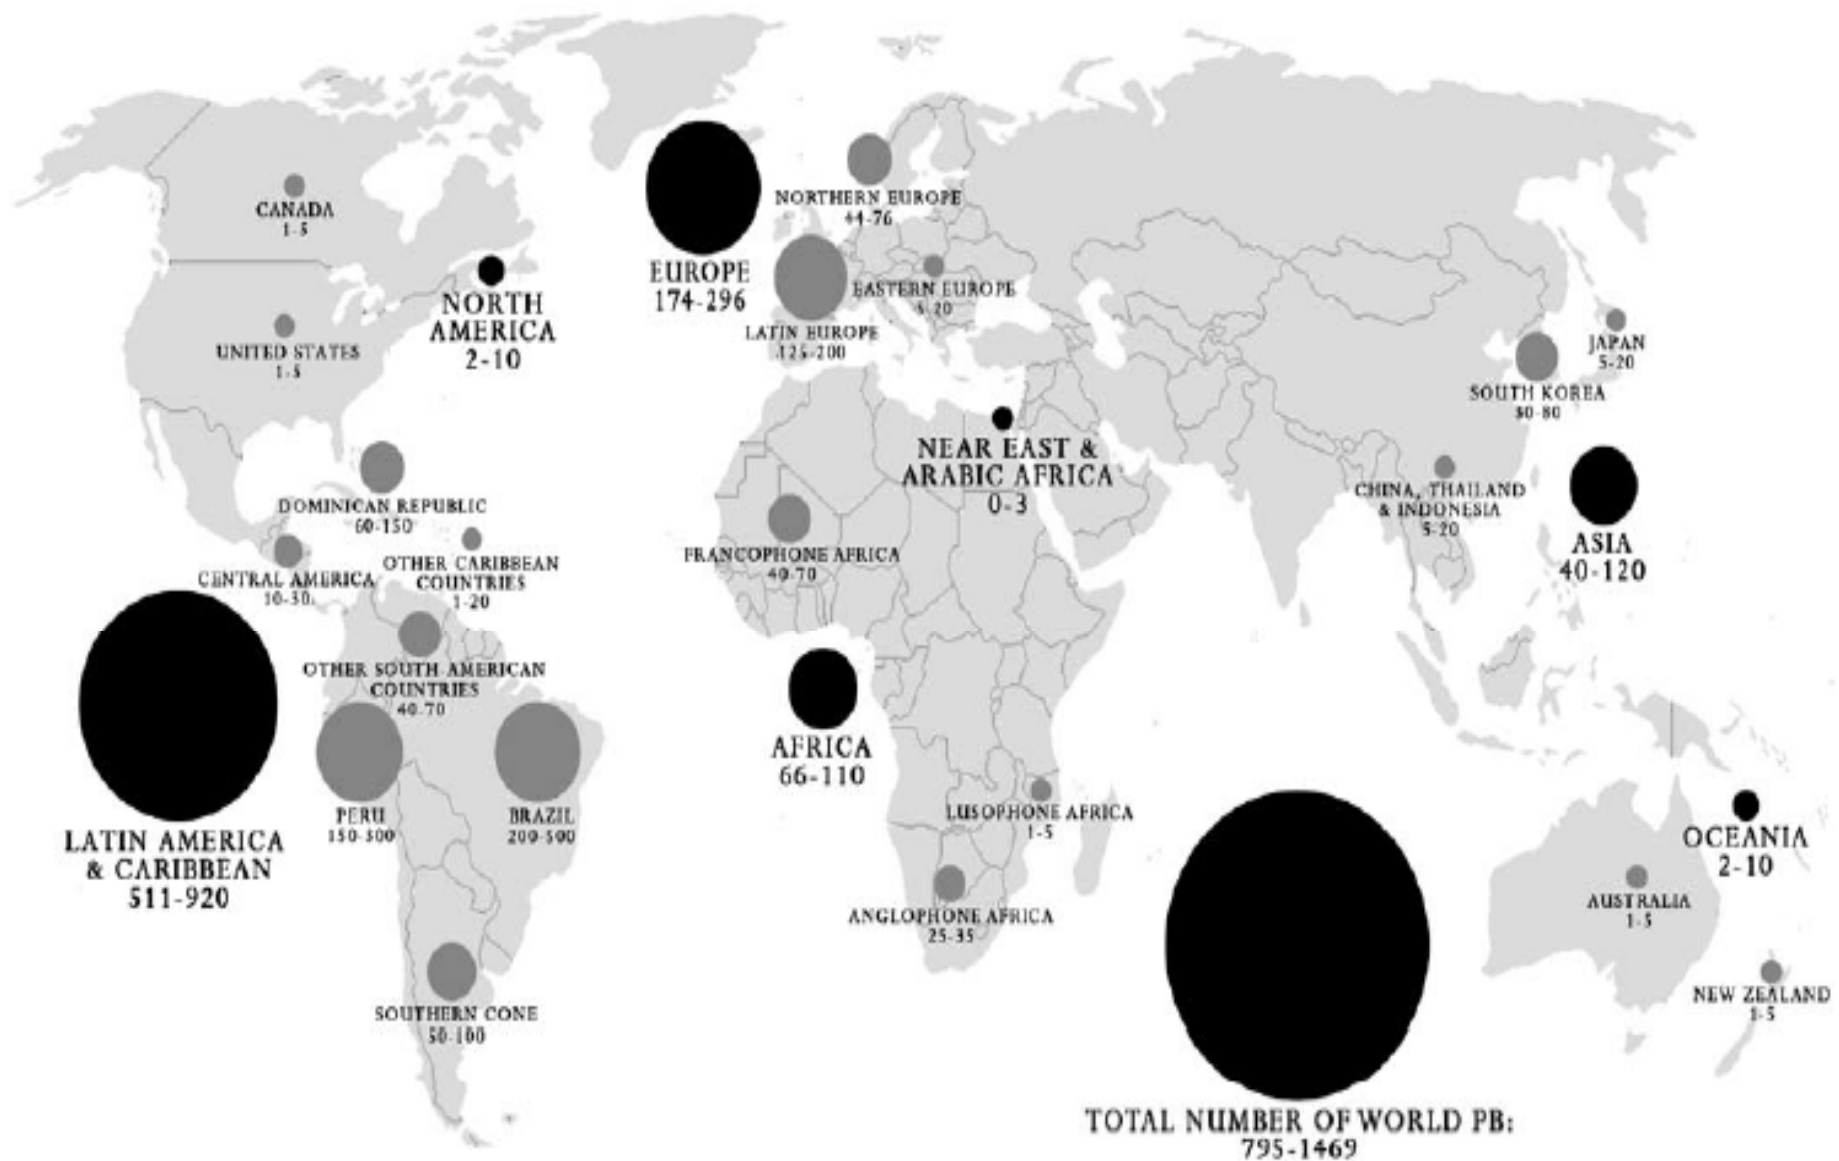 CANADA
1-5
NORTH
AMERICA
2-10
UNITED STATES
1-5
DOMINICAN REPUBLIC
60-150
CENTRAL AMERICA
10-30
OTHER CARIBBEAN
COUNTRIES
1-20
LATIN AMERICA
& CARIBBEAN
511-920
OTHER SOUTH AMERICAN
COUNTRIES
40-70
PERU
150-300
BRAZIL
200-300
SOUTHERN CONE
50-100
EUROPE
174-296
NORTHERN EUROPE
44-76
EASTERN EUROPE
5-20
LATIN EUROPE
125-200
NEAR EAST &
ARABIC AFRICA
0-3
FRANCOPHONE AFRICA
40-70
AFRICA
66-110
LUSOPHONE AFRICA
1-5
ANGLOPHONE AFRICA
25-35
JAPAN
5-20
SOUTH KOREA
30-80
CHINA, THAILAND
& INDONESIA
5-20
ASIA
40-120
OCEANIA
2-10
AUSTRALIA
1-5
NEW ZEALAND
1-5
TOTAL NUMBER OF WORLD PB:
795-1469